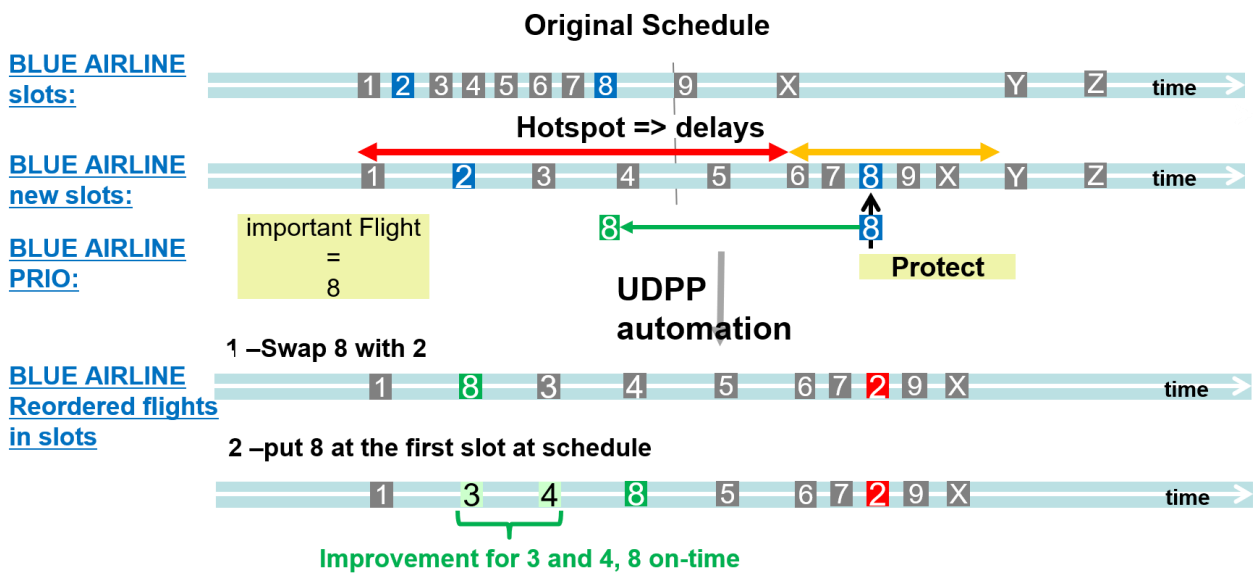 Original Schedule
BLUE AIRLINE
slots:
1 2 3 4 5 6 7 8 9 X Y Z time
Hotspot => delays
BLUE AIRLINE
new slots:
1 2 3 4 5 6 7 8 9 X Y Z time
BLUE AIRLINE
PRIO:
important Flight
=
8
8 8
Protect
UDPP
automation
1 –Swap 8 with 2
BLUE AIRLINE
Reordered flights
in slots
1 8 3 4 5 6 7 2 9 X time
2 –put 8 at the first slot at schedule
1 3 4 8 5 6 7 2 9 X time
Improvement for 3 and 4, 8 on-time